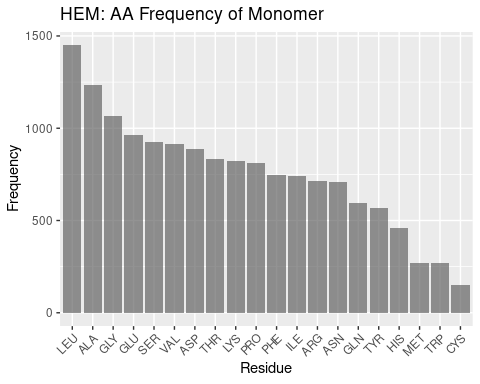 HEM: AA Frequency of Monomer
1500
1000
500
0
Frequency
LEU ALA GLY GLU SER VAL ASP THR LYS PRO PHE ILE ARG ASN GLN TYR HIS MET TRP CYS
Residue